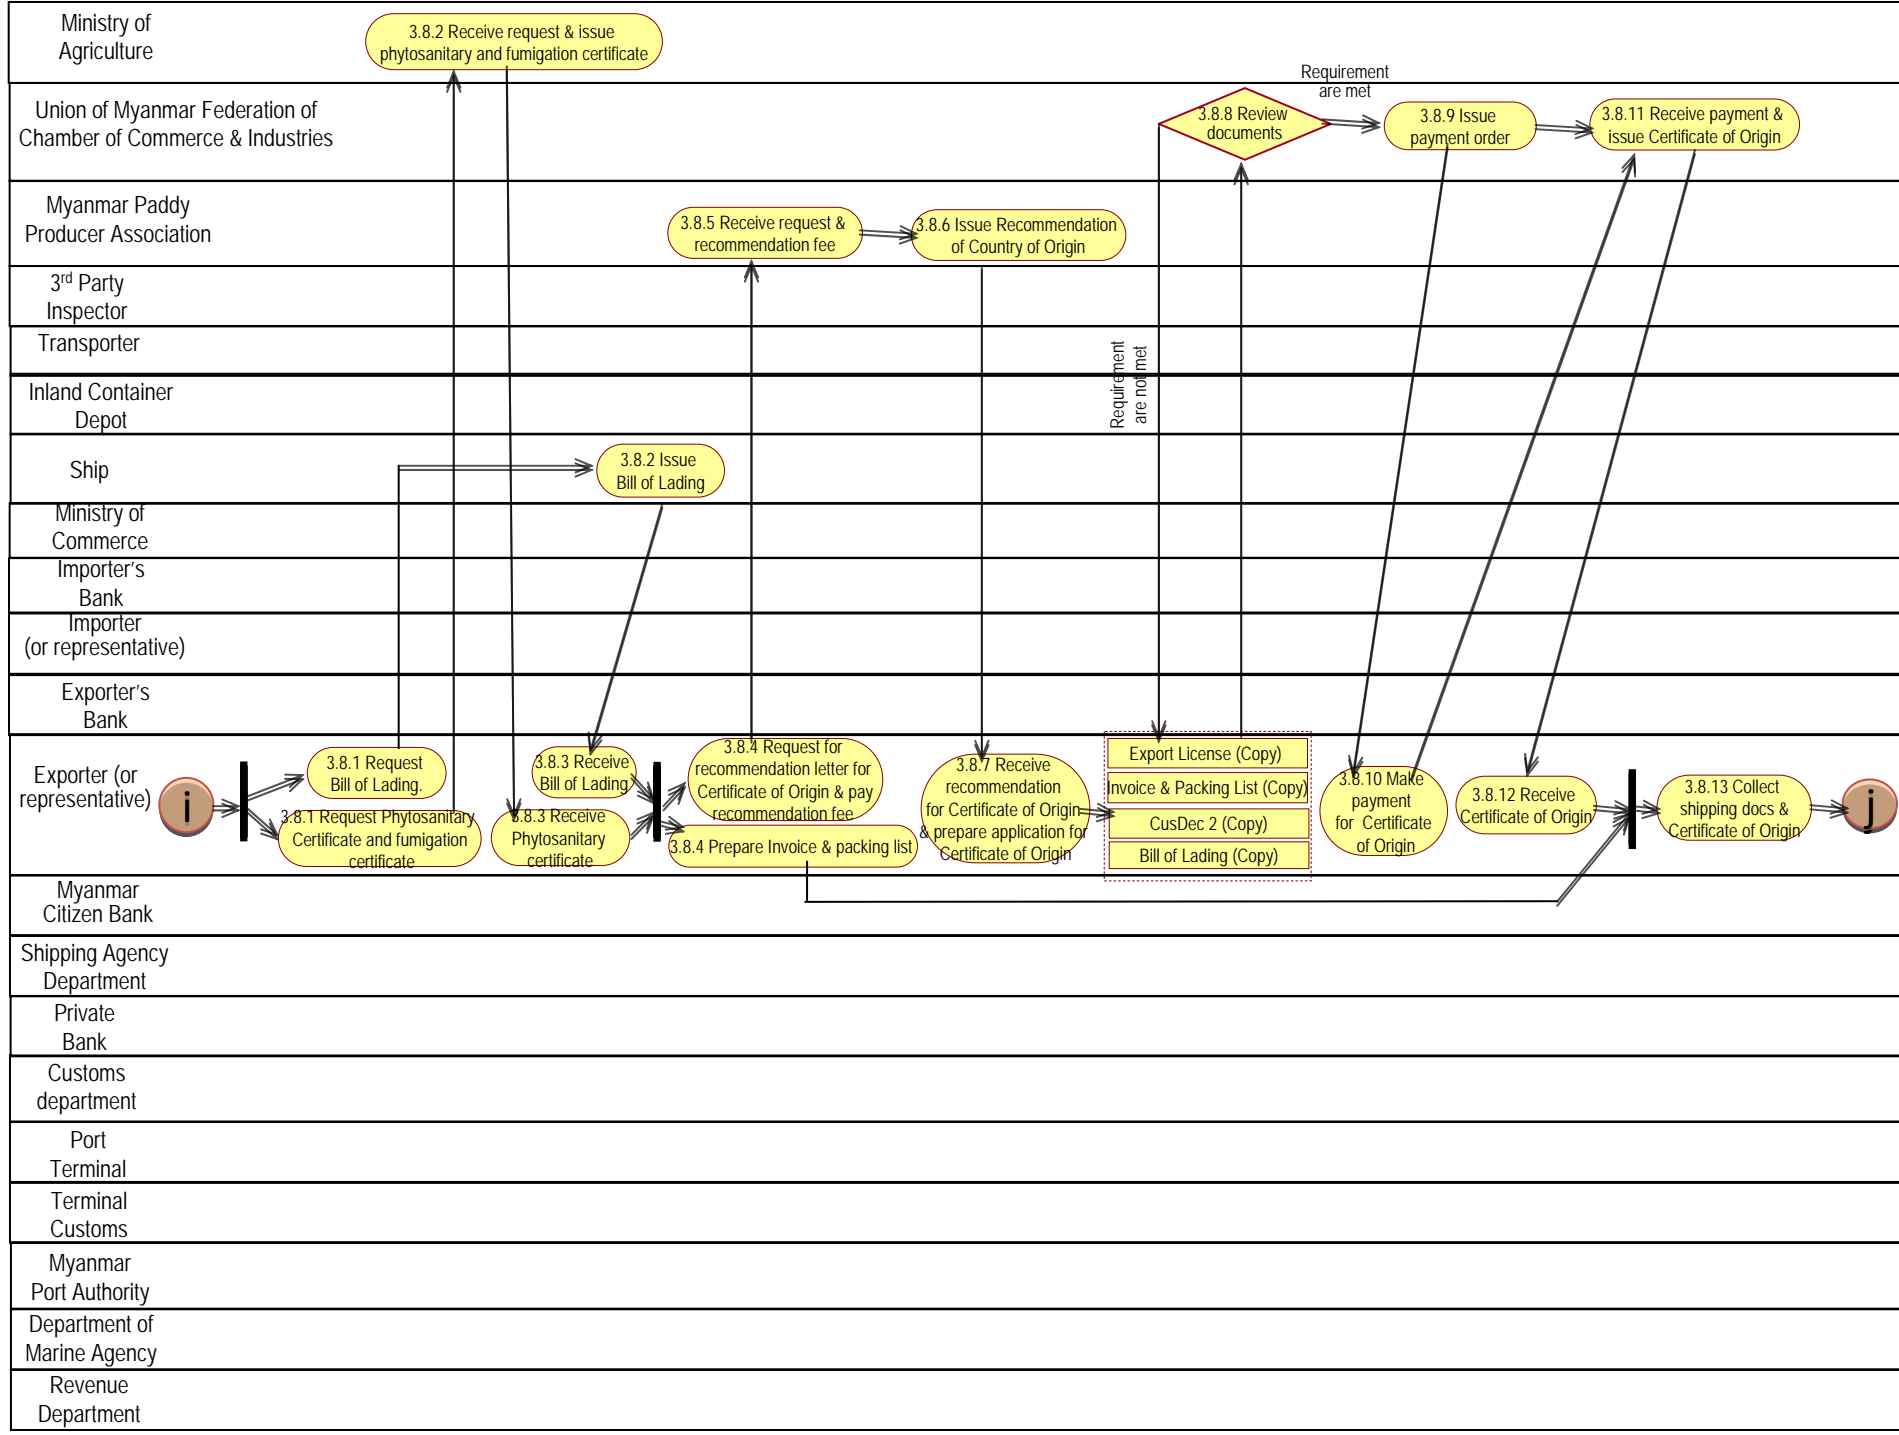 Ministry of
Agriculture
3.8.2 Receive request & issue
phytosanitary and fumigation certificate
Union of Myanmar Federation of
Chamber of Commerce & Industries
Requirement
are met
3.8.8 Review
documents
3.8.9 Issue
payment order
3.8.11 Receive payment &
issue Certificate of Origin
Myanmar Paddy
Producer Association
3.8.5 Receive request &
recommendation fee
3.8.6 Issue Recommendation
of Country of Origin
3rd Party
Inspector
Transporter
Requirement
are not met
Inland Container
Depot
Ship
3.8.2 Issue
Bill of Lading
Ministry of
Commerce
Importer's
Bank
Importer
(or representative)
Exporter's
Bank
Exporter (or
representative)
i
3.8.1 Request
Bill of Lading.
3.8.1 Request Phytosanitary
Certificate and fumigation
certificate
3.8.3 Receive
Bill of Lading
3.8.3 Receive
Phytosanitary
certificate
3.8.4 Request for
recommendation letter for
Certificate of Origin & pay
recommendation fee
3.8.4 Prepare Invoice & packing list
3.8.7 Receive
recommendation
for Certificate of Origin
& prepare application for
Certificate of Origin
Export License (Copy)
Invoice & Packing List (Copy)
CusDec 2 (Copy)
Bill of Lading (Copy)
3.8.10 Make
payment
for Certificate
of Origin
3.8.12 Receive
Certificate of Origin
3.8.13 Collect
shipping docs &
Certificate of Origin
j
Myanmar
Citizen Bank
Shipping Agency
Department
Private
Bank
Customs
department
Port
Terminal
Terminal
Customs
Myanmar
Port Authority
Department of
Marine Agency
Revenue
Department